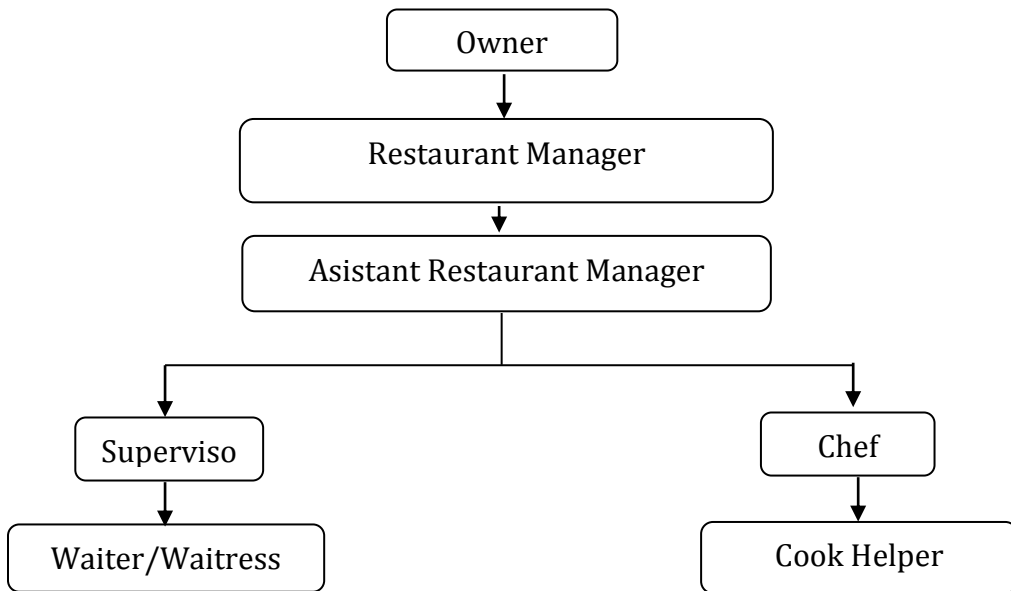 Owner
Restaurant Manager
Asistant Restaurant Manager
Superviso
Chef
Waiter/Waitress
Cook Helper